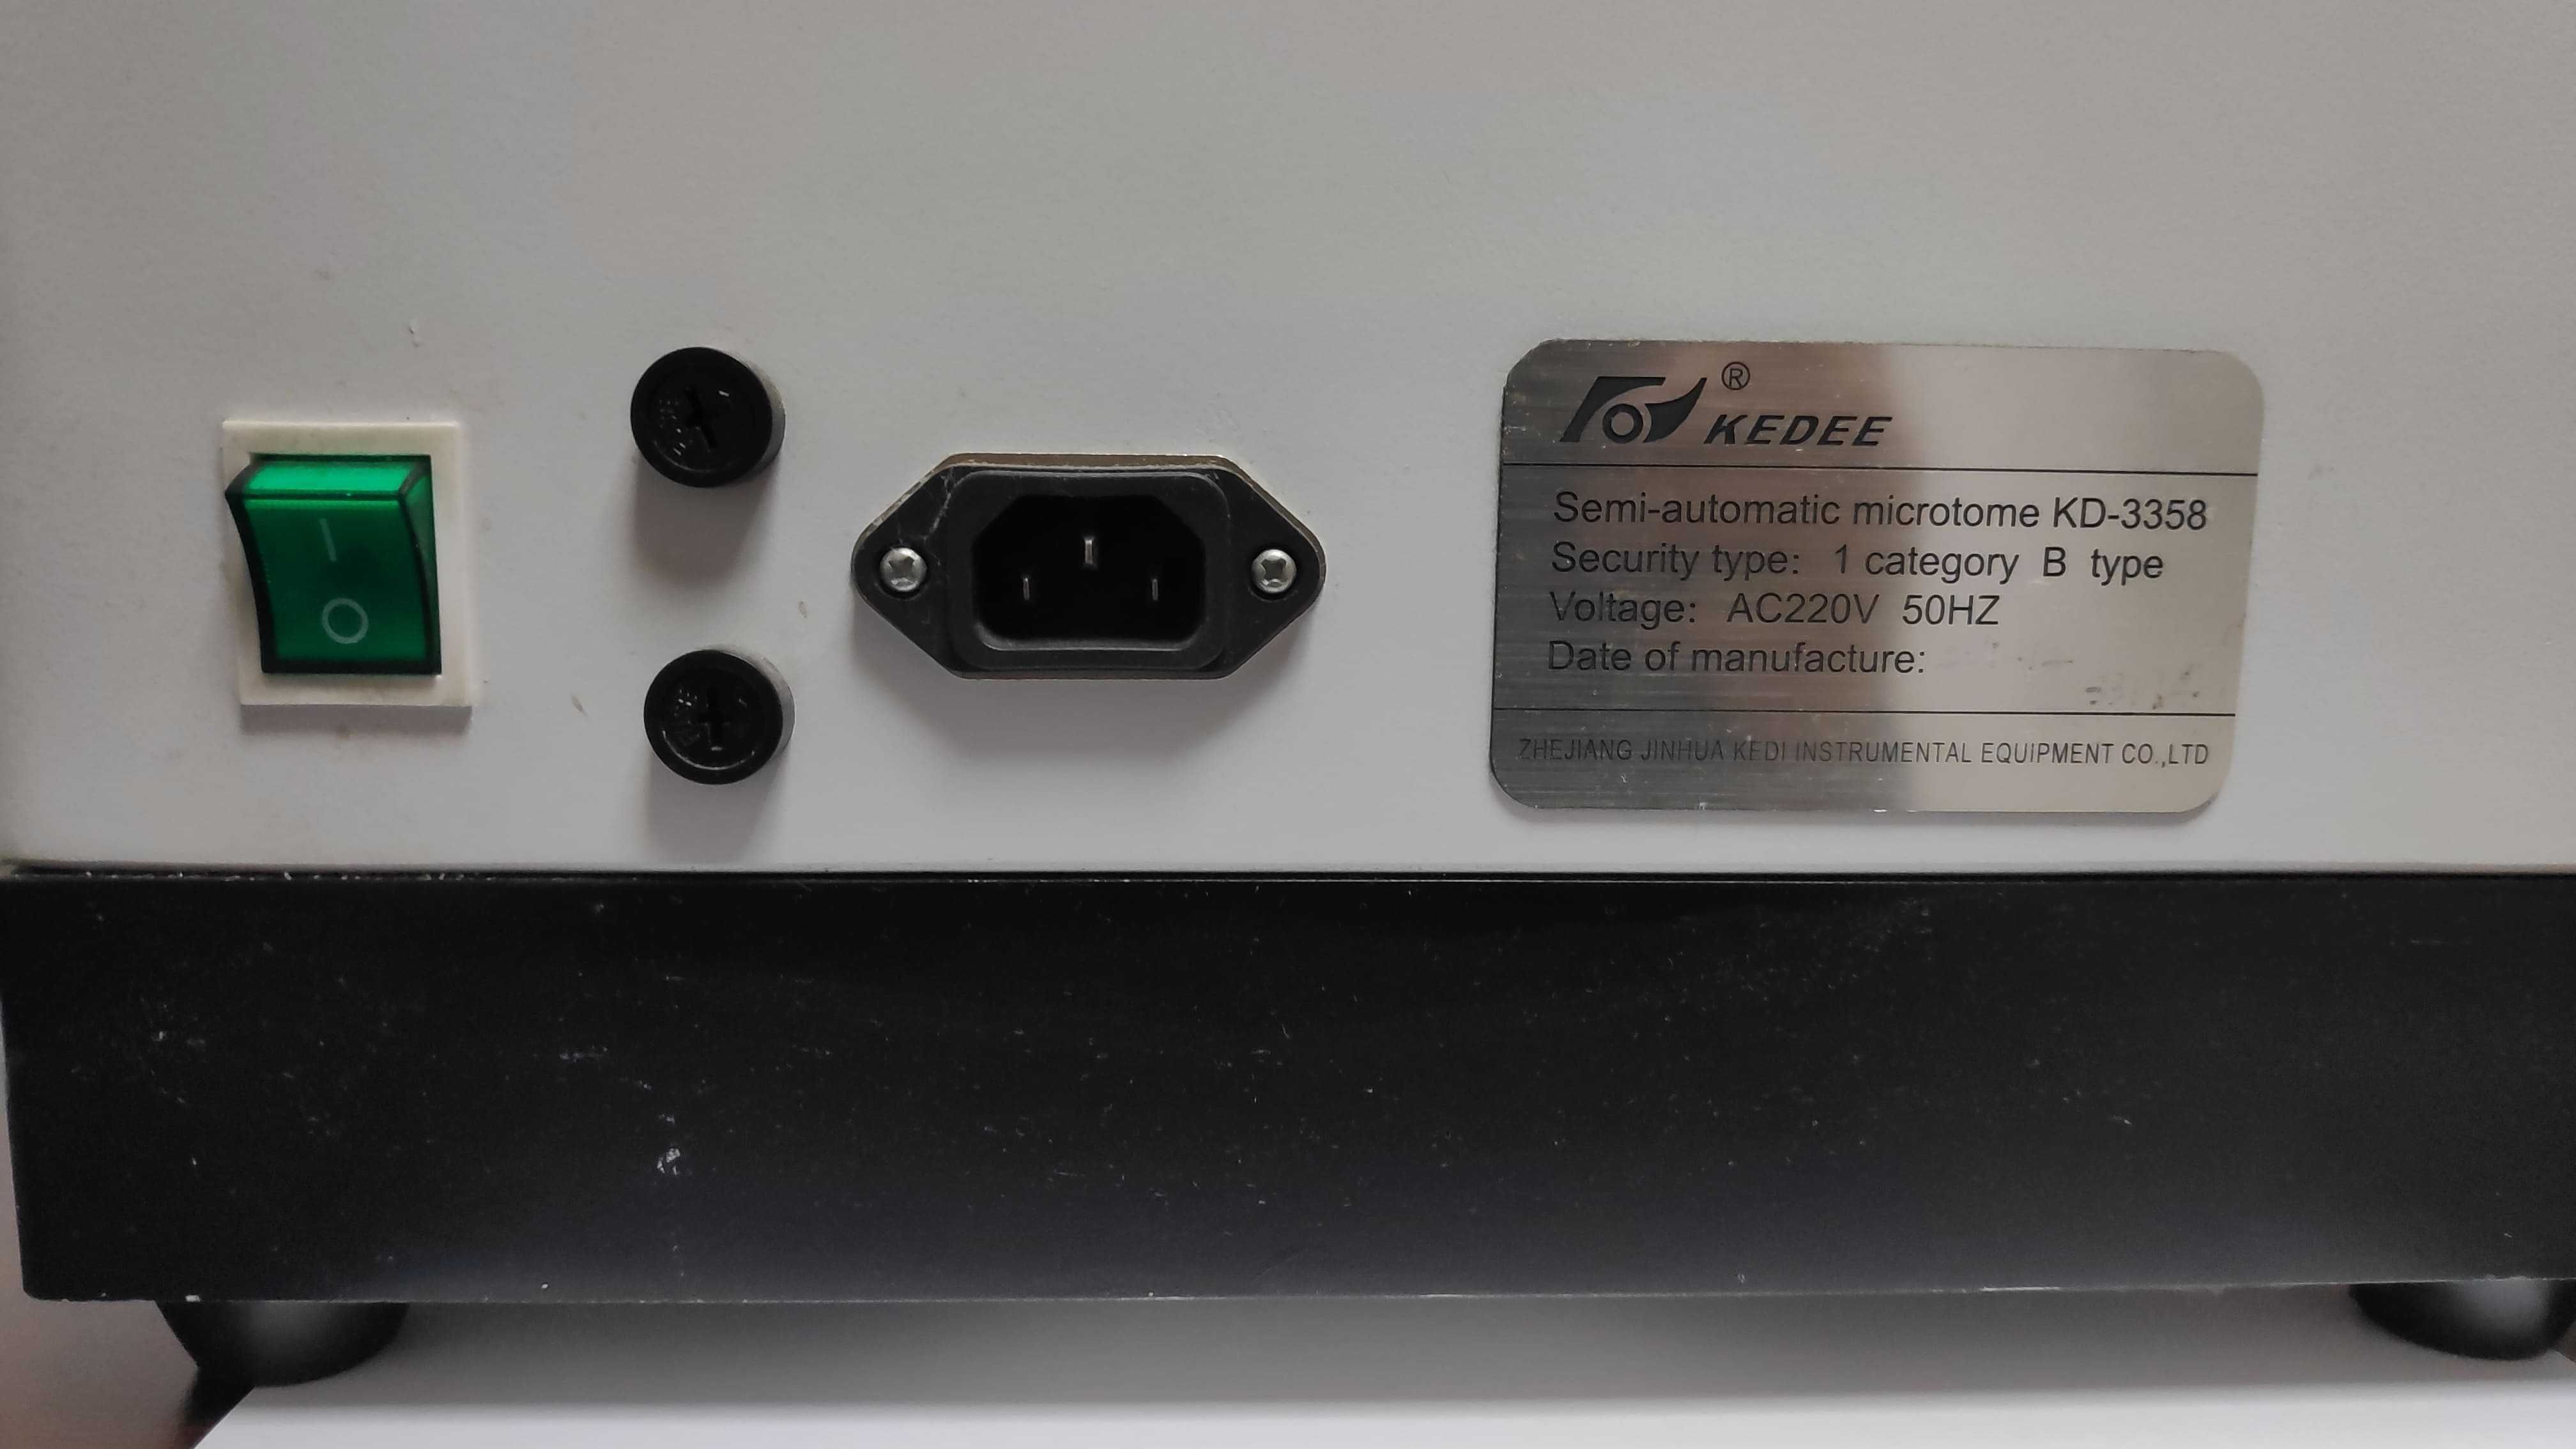 ®
KEDEE
Semi-automatic microtome KD-3358
Security type: 1 category B type
Voltage: AC220V 50HZ
Date of manufacture:
ZHEJIANG JINHUA KEDI INSTRUMENTAL EQUIPMENT CO.,LTD